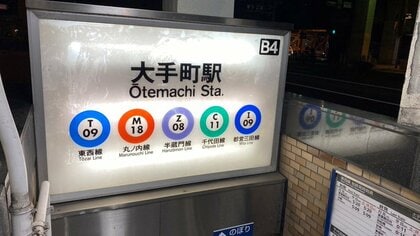 B4
大手町駅
Ōtemachi Sta.
T 09
M 18
Z 08
C 11
I 09
東西線
丸ノ内線
半蔵門線
千代田線
都営三田線
Tozai Line
Marunouchi Line
Hanzomon Line
Chiyoda Line
Mita Line
のぼり